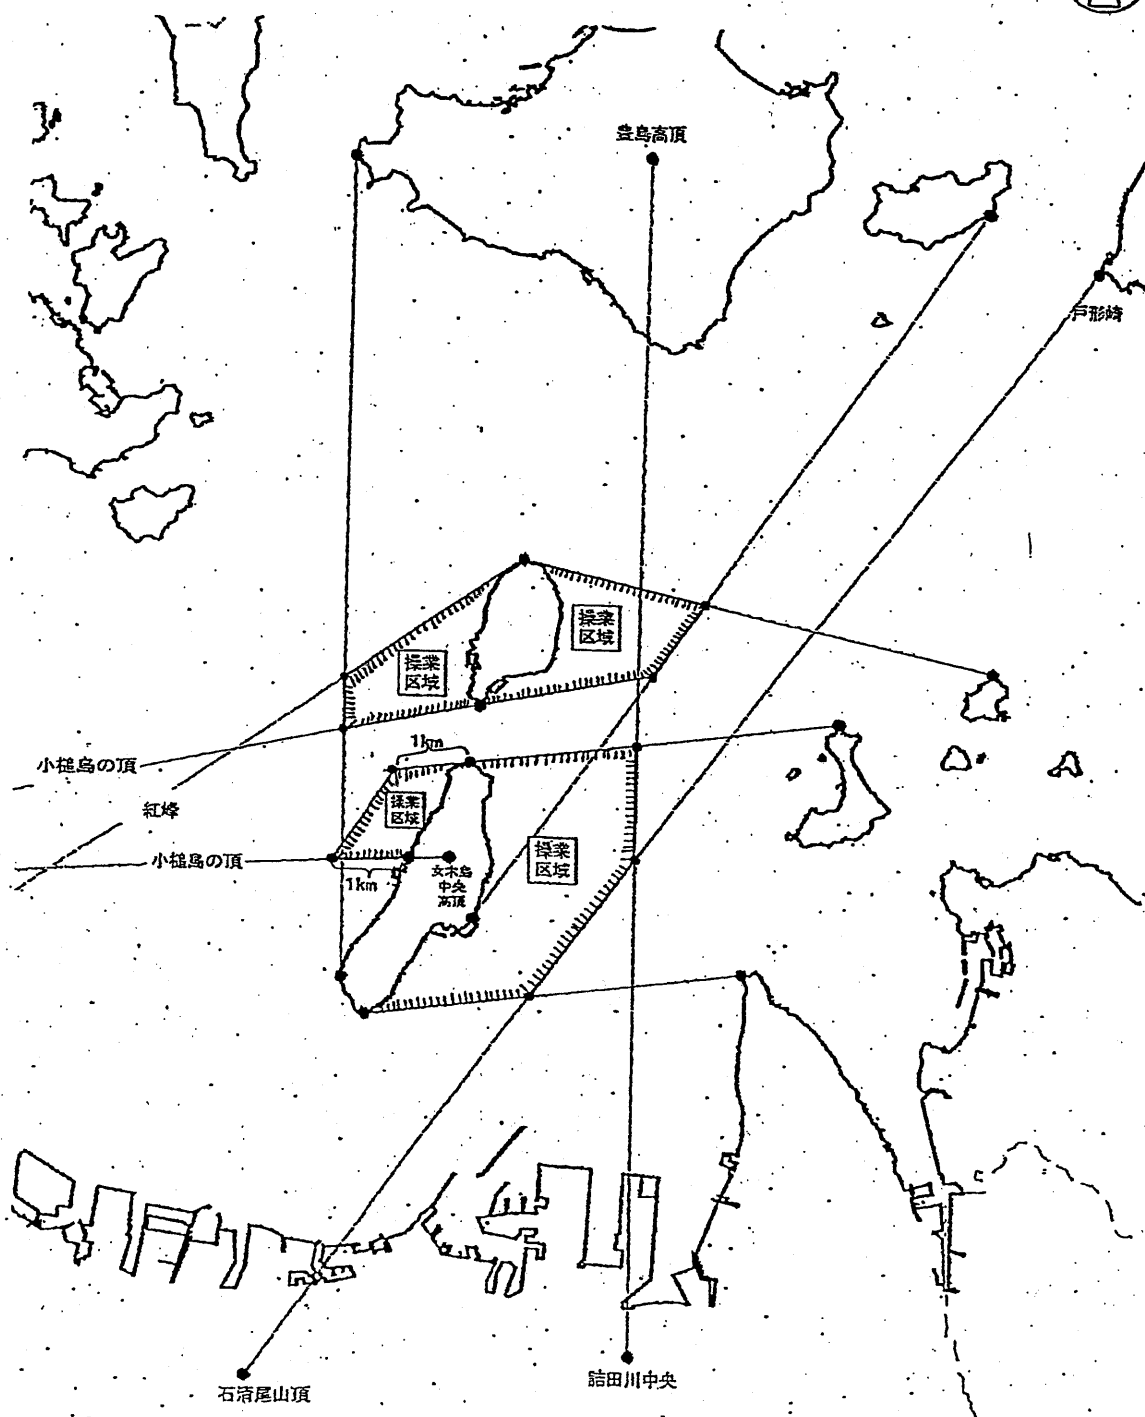 豊島高頂
戸形崎
操業
区域
操業
区域
1km
小槌島の頂
操業
区域
紅峰
操業
区域
小槌島の頂
女木島
中央
高頂
1km
石清尾山頂
詰田川中央